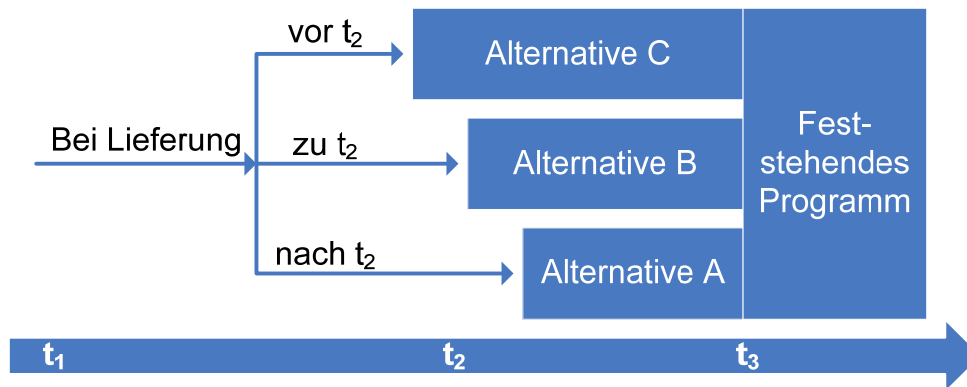 vor t₂
Alternative C
Bei Lieferung
zu t₂
Alternative B
Fest-
stehendes
Programm
nach t₂
Alternative A
t₁
t₂
t₃